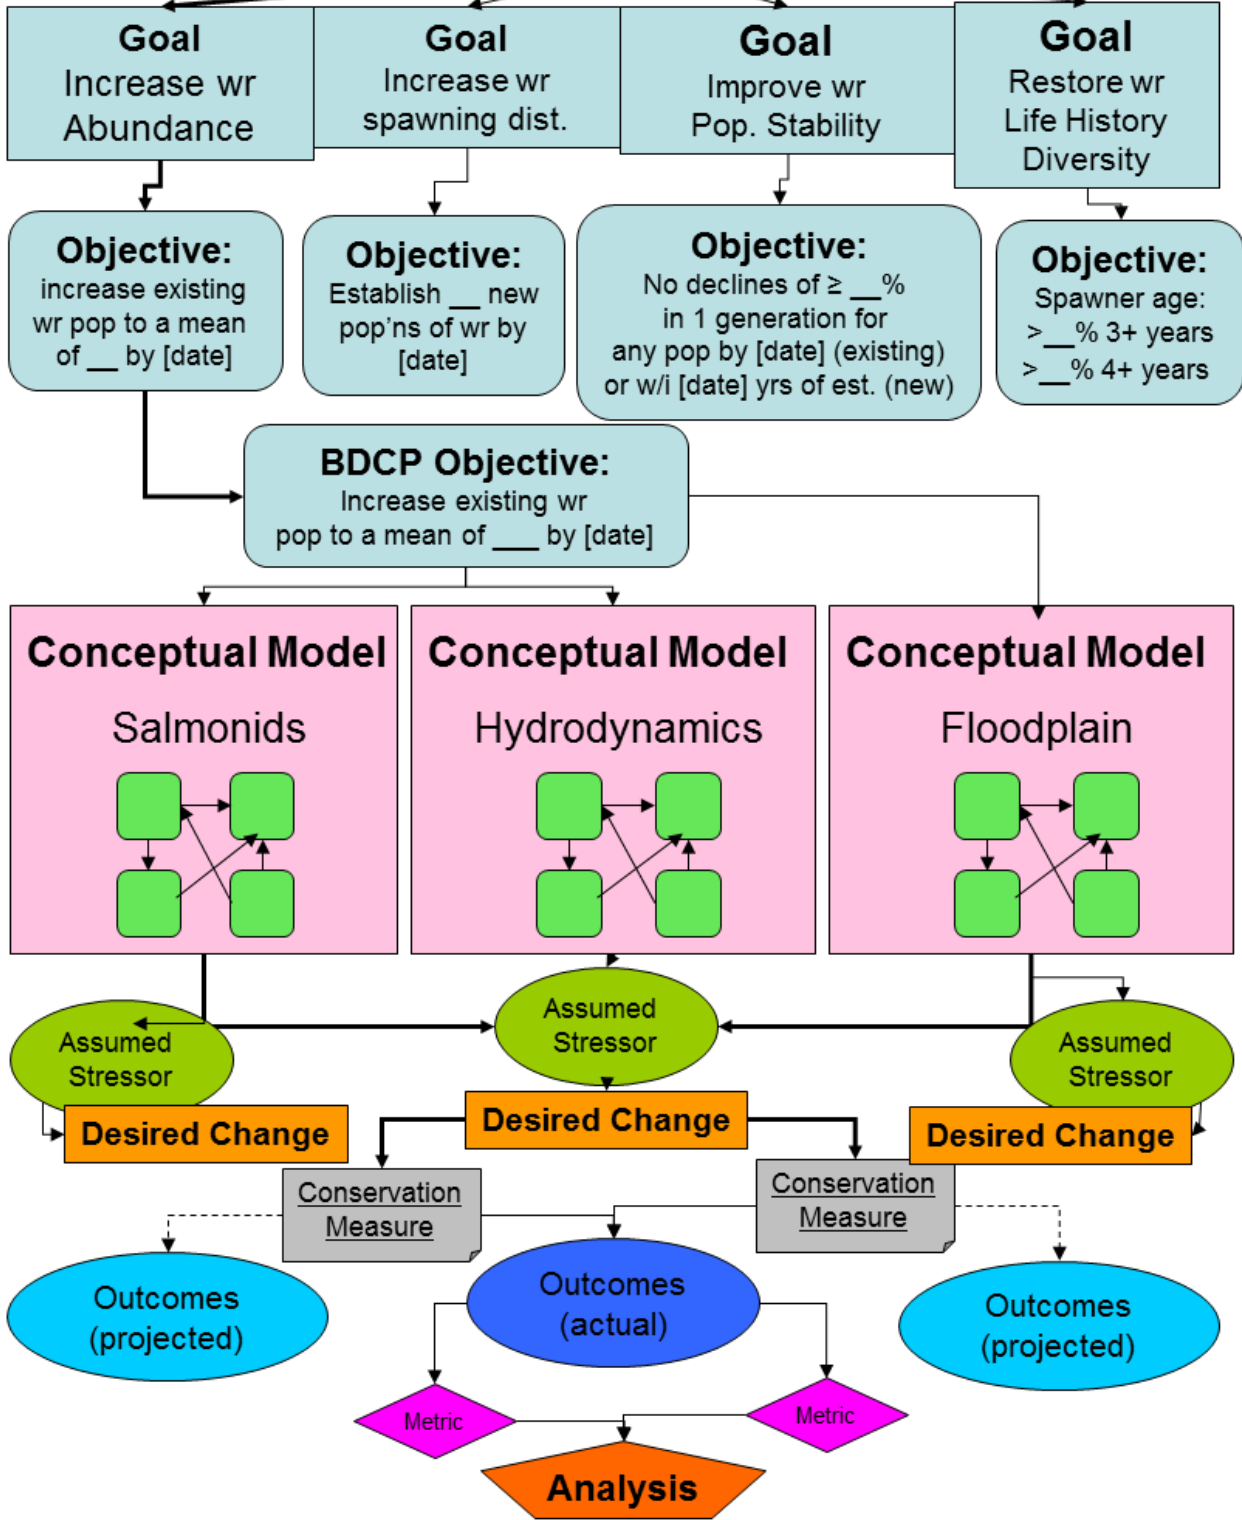 Goal
Increase wr
Abundance
Goal
Increase wr
spawning dist.
Goal
Improve wr
Pop. Stability
Goal
Restore wr
Life History
Diversity
Objective:
increase existing
wr pop to a mean
of __ by [date]
Objective:
Establish __ new
pop'ns of wr by
[date]
Objective:
No declines of ≥ __%
in 1 generation for
any pop by [date] (existing)
or w/i [date] yrs of est. (new)
Objective:
Spawner age:
>__% 3+ years
>__% 4+ years
BDCP Objective:
Increase existing wr
pop to a mean of ___ by [date]
Conceptual Model
Salmonids
Conceptual Model
Hydrodynamics
Conceptual Model
Floodplain
Assumed
Stressor
Assumed
Stressor
Assumed
Stressor
Desired Change
Desired Change
Desired Change
Conservation
Measure
Conservation
Measure
Outcomes
(projected)
Outcomes
(actual)
Outcomes
(projected)
Metric
Metric
Analysis